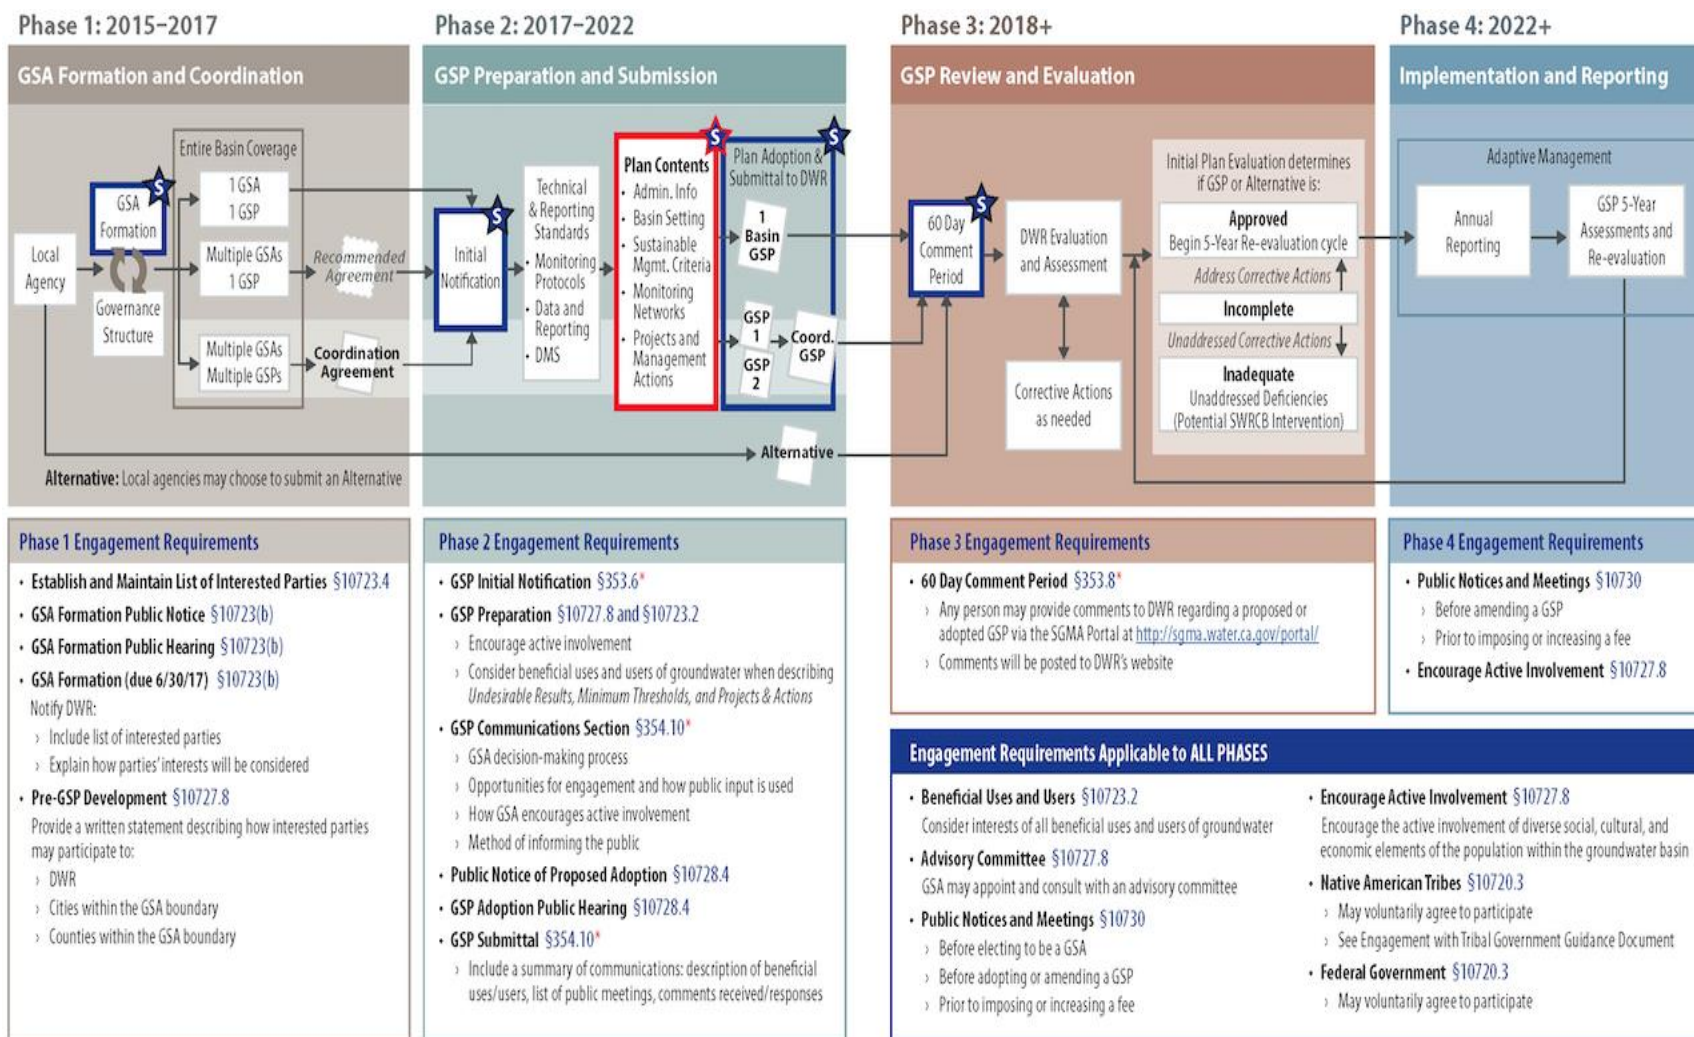 Phase 1: 2015–2017
GSA Formation and Coordination
Entire Basin Coverage
S
GSA
Formation
Local
Agency
Governance
Structure
1 GSA
1 GSP
Multiple GSAs
1 GSP
Multiple GSAs
Multiple GSPs
Recommended
Agreement
Coordination
Agreement
Alternative: Local agencies may choose to submit an Alternative
Phase 2: 2017–2022
GSP Preparation and Submission
S
Initial
Notification
Technical
& Reporting
Standards
• Monitoring
Protocols
• Data and
Reporting
• DMS
S
Plan Contents
• Admin. Info
• Basin Setting
• Sustainable
Mgmt. Criteria
• Monitoring
Networks
• Projects and
Management
Actions
S
Plan Adoption &
Submittal to DWR
1
Basin
GSP
GSP
1
GSP
2
Coord.
GSP
Alternative
Phase 3: 2018+
GSP Review and Evaluation
S
60 Day
Comment
Period
DWR Evaluation
and Assessment
Corrective Actions
as needed
Initial Plan Evaluation determines
if GSP or Alternative is:
Approved
Begin 5-Year Re-evaluation cycle
Address Corrective Actions
Incomplete
Unaddressed Corrective Actions
Inadequate
Unaddressed Deficiencies
(Potential SWRCB Intervention)
Phase 4: 2022+
Implementation and Reporting
Adaptive Management
Annual
Reporting
GSP 5-Year
Assessments and
Re-evaluation
Phase 1 Engagement Requirements
• Establish and Maintain List of Interested Parties §10723.4
• GSA Formation Public Notice §10723(b)
• GSA Formation Public Hearing §10723(b)
• GSA Formation (due 6/30/17) §10723(b)
Notify DWR:
› Include list of interested parties
› Explain how parties' interests will be considered
• Pre-GSP Development §10727.8
Provide a written statement describing how interested parties
may participate to:
› DWR
› Cities within the GSA boundary
› Counties within the GSA boundary
Phase 2 Engagement Requirements
• GSP Initial Notification §353.6*
• GSP Preparation §10727.8 and §10723.2
› Encourage active involvement
› Consider beneficial uses and users of groundwater when describing
Undesirable Results, Minimum Thresholds, and Projects & Actions
• GSP Communications Section §354.10*
› GSA decision-making process
› Opportunities for engagement and how public input is used
› How GSA encourages active involvement
› Method of informing the public
• Public Notice of Proposed Adoption §10728.4
• GSP Adoption Public Hearing §10728.4
• GSP Submittal §354.10*
› Include a summary of communications: description of beneficial
uses/users, list of public meetings, comments received/responses
Phase 3 Engagement Requirements
• 60 Day Comment Period §353.8*
› Any person may provide comments to DWR regarding a proposed or
adopted GSP via the SGMA Portal at http://sgma.water.ca.gov/portal/
› Comments will be posted to DWR's website
Phase 4 Engagement Requirements
• Public Notices and Meetings §10730
› Before amending a GSP
› Prior to imposing or increasing a fee
• Encourage Active Involvement §10727.8
Engagement Requirements Applicable to ALL PHASES
• Beneficial Uses and Users §10723.2
Consider interests of all beneficial uses and users of groundwater
• Advisory Committee §10727.8
GSA may appoint and consult with an advisory committee
• Public Notices and Meetings §10730
› Before electing to be a GSA
› Before adopting or amending a GSP
› Prior to imposing or increasing a fee
• Encourage Active Involvement §10727.8
Encourage the active involvement of diverse social, cultural, and
economic elements of the population within the groundwater basin
• Native American Tribes §10720.3
› May voluntarily agree to participate
› See Engagement with Tribal Government Guidance Document
• Federal Government §10720.3
› May voluntarily agree to participate